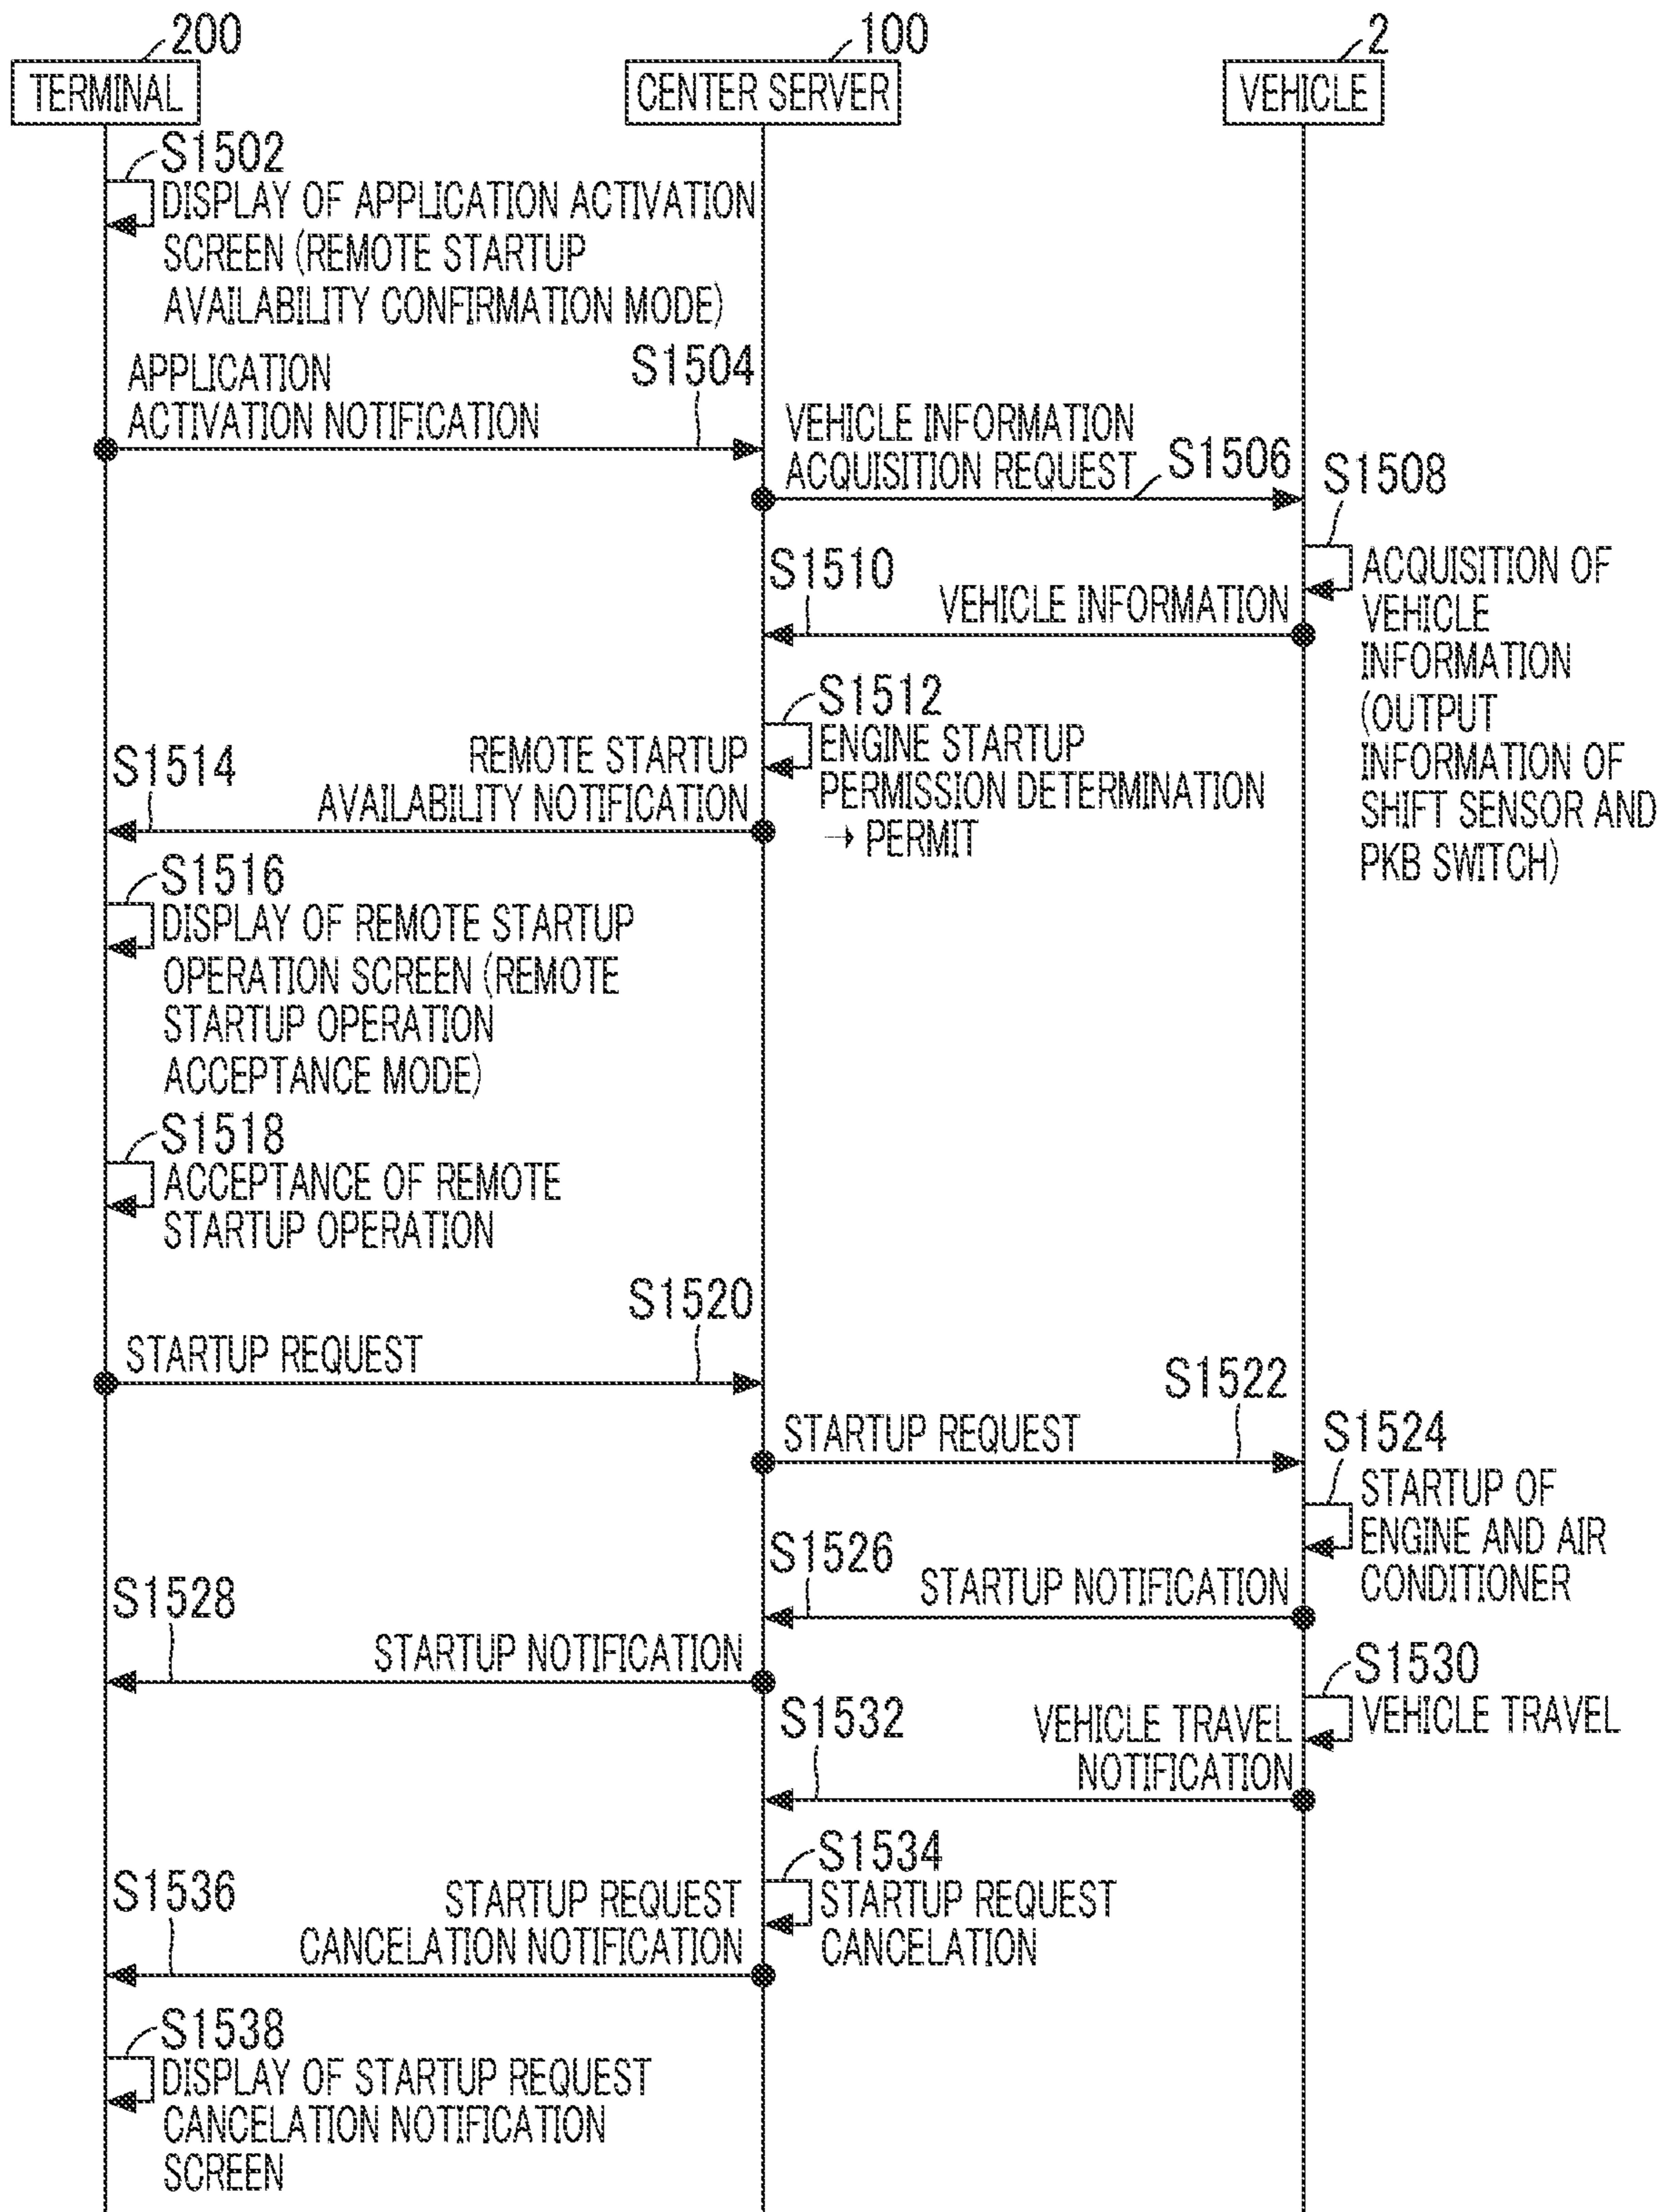 200
100
2
TERMINAL
CENTER SERVER
VEHICLE
S1502
DISPLAY OF APPLICATION ACTIVATION
SCREEN (REMOTE STARTUP
AVAILABILITY CONFIRMATION MODE)
APPLICATION
ACTIVATION NOTIFICATION
S1504
VEHICLE INFORMATION
ACQUISITION REQUEST
S1506
S1508
ACQUISITION OF
VEHICLE
INFORMATION
(OUTPUT
INFORMATION OF
SHIFT SENSOR AND
PKB SWITCH)
S1510
VEHICLE INFORMATION
S1512
ENGINE STARTUP
PERMISSION DETERMINATION
→ PERMIT
S1514
REMOTE STARTUP
AVAILABILITY NOTIFICATION
S1516
DISPLAY OF REMOTE STARTUP
OPERATION SCREEN (REMOTE
STARTUP OPERATION
ACCEPTANCE MODE)
S1518
ACCEPTANCE OF REMOTE
STARTUP OPERATION
S1520
STARTUP REQUEST
S1522
STARTUP REQUEST
S1524
STARTUP OF
ENGINE AND AIR
CONDITIONER
S1526
STARTUP NOTIFICATION
S1528
STARTUP NOTIFICATION
S1530
VEHICLE TRAVEL
S1532
VEHICLE TRAVEL
NOTIFICATION
S1534
STARTUP REQUEST
CANCELATION
S1536
STARTUP REQUEST
CANCELATION NOTIFICATION
S1538
DISPLAY OF STARTUP REQUEST
CANCELATION NOTIFICATION
SCREEN